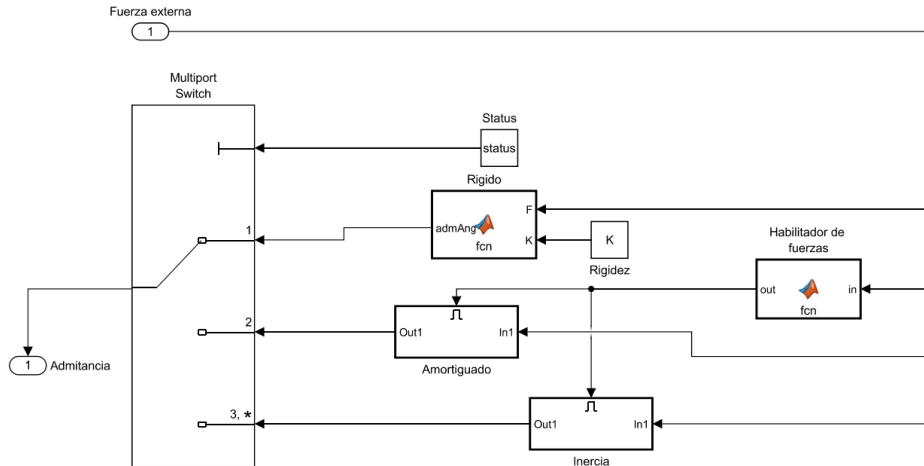 Fuerza externa
1
Multiport
Switch
Status
status
Rigido
1
admAng
fcn
F
K
K
Rigidez
Habilitador de
fuerzas
out
in
fcn
2
Out1
In1
Amortiguado
1
Admitancia
3, *
Out1
In1
Inercia